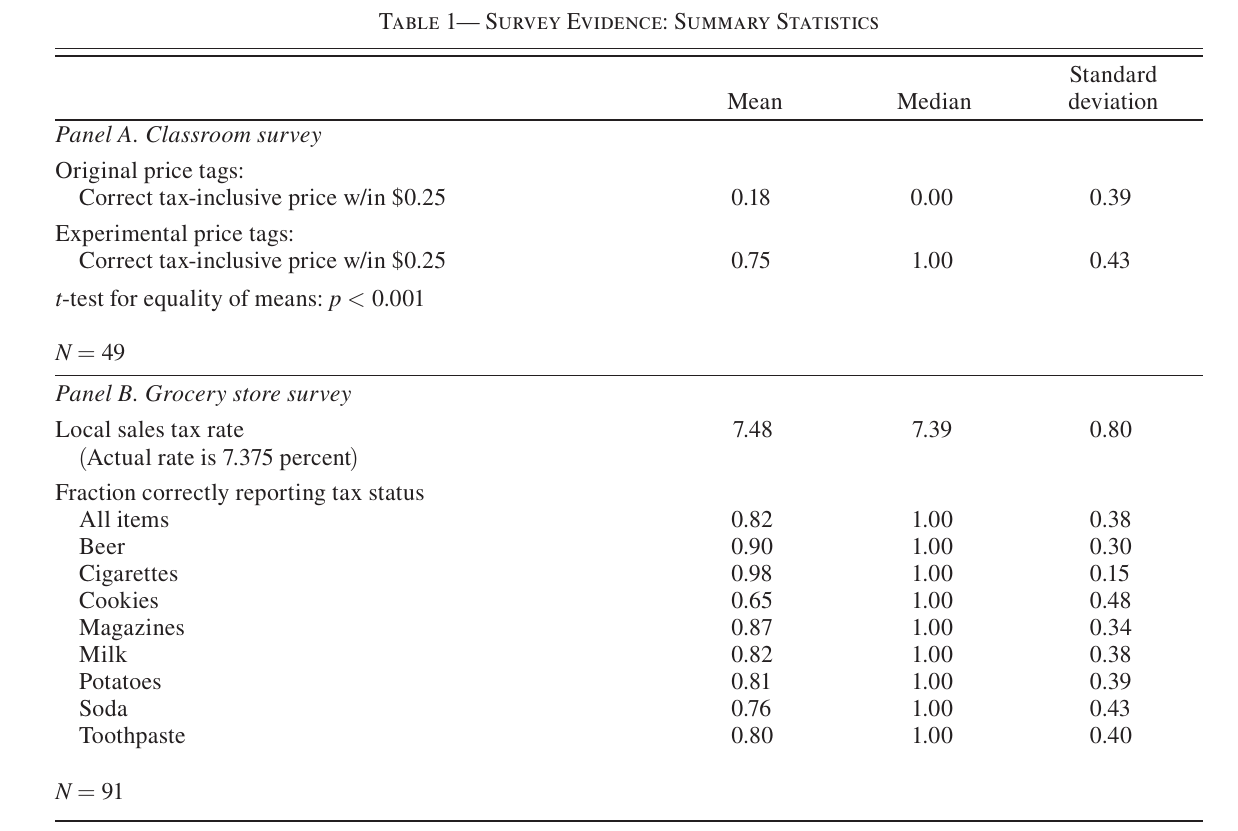 TABLE 1— SURVEY EVIDENCE: SUMMARY STATISTICS
Mean Median Standard deviation
Panel A. Classroom survey
Original price tags:
Correct tax-inclusive price w/in $0.25 0.18 0.00 0.39
Experimental price tags:
Correct tax-inclusive price w/in $0.25 0.75 1.00 0.43
t-test for equality of means: p < 0.001
N = 49
Panel B. Grocery store survey
Local sales tax rate 7.48 7.39 0.80
(Actual rate is 7.375 percent)
Fraction correctly reporting tax status
All items 0.82 1.00 0.38
Beer 0.90 1.00 0.30
Cigarettes 0.98 1.00 0.15
Cookies 0.65 1.00 0.48
Magazines 0.87 1.00 0.34
Milk 0.82 1.00 0.38
Potatoes 0.81 1.00 0.39
Soda 0.76 1.00 0.43
Toothpaste 0.80 1.00 0.40
N = 91